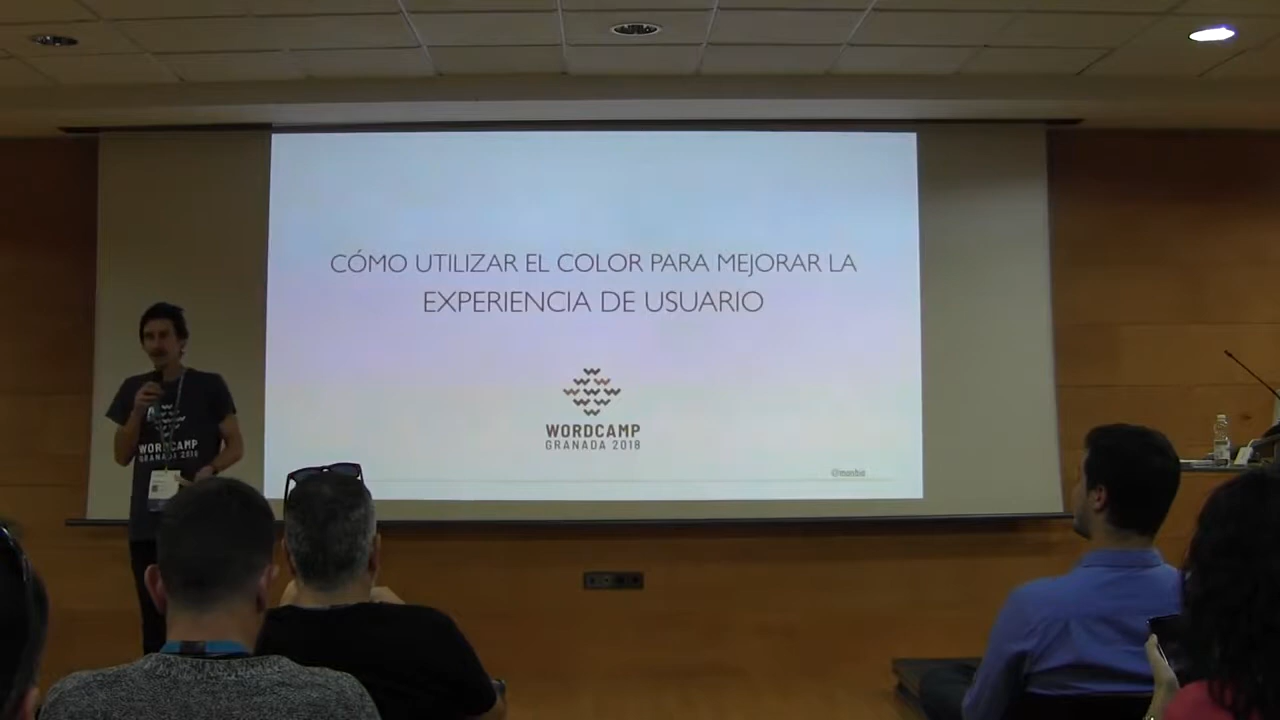 CÓMO UTILIZAR EL COLOR PARA MEJORAR LA
EXPERIENCIA DE USUARIO
WORDCAMP
GRANADA 2018
WORDCAMP
GRANADA 2018